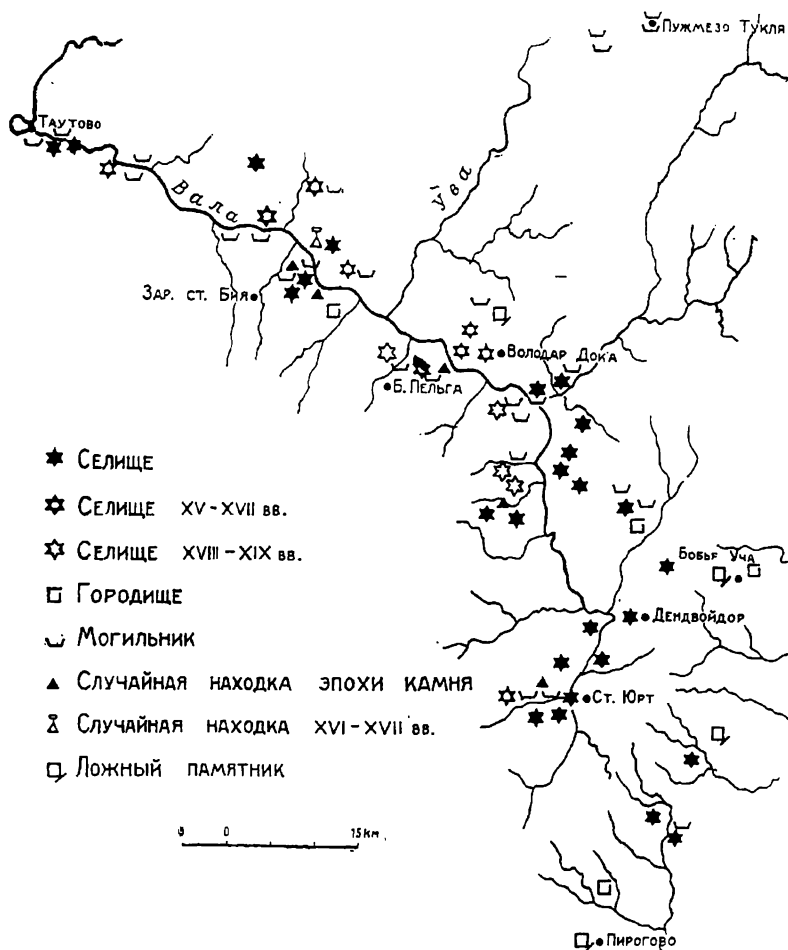 Пужмезо Тукля
Таутово
Вала
Ува
Зар. ст. Бия
Володар Дока
Б. Пельга
Селище
Селище XV-XVII вв.
Селище XVIII-XIX вв.
Городище
Могильник
Случайная находка эпохи камня
Случайная находка XVI-XVII вв.
Ложный памятник
Бобья Уча
Дендвойдор
Ст. Юрт
0 15 км
Пирогово